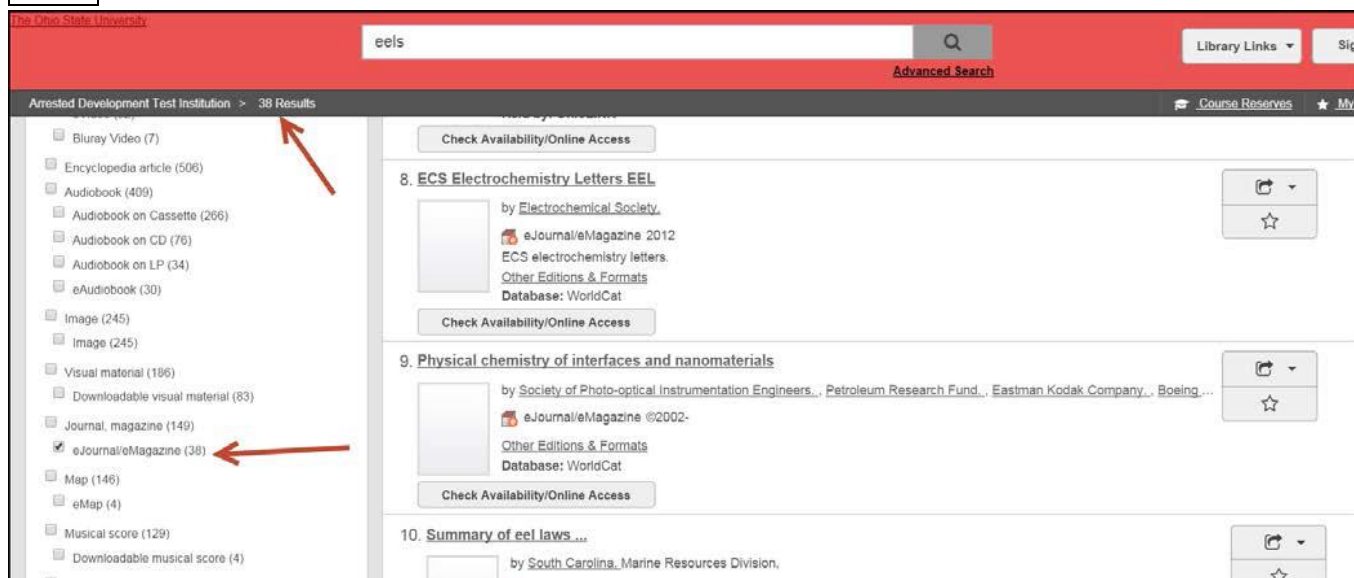 The Ohio State University
eels
Library Links
Advanced Search
Arrested Development Test Institution > 38 Results
Course Reserves
Bluray Video (7)
Encyclopedia article (506)
Audiobook (409)
Audiobook on Cassette (266)
Audiobook on CD (76)
Audiobook on LP (34)
eAudiobook (30)
Image (245)
Image (245)
Visual material (186)
Downloadable visual material (83)
Journal, magazine (149)
eJournal/eMagazine (38)
Map (146)
eMap (4)
Musical score (129)
Downloadable musical score (4)
Check Availability/Online Access
8. ECS Electrochemistry Letters EEL
by Electrochemical Society,
eJournal/eMagazine 2012
ECS electrochemistry letters.
Other Editions & Formats
Database: WorldCat
Check Availability/Online Access
9. Physical chemistry of interfaces and nanomaterials
by Society of Photo-optical Instrumentation Engineers, , Petroleum Research Fund, , Eastman Kodak Company, , Boeing ...
eJournal/eMagazine ©2002-
Other Editions & Formats
Database: WorldCat
Check Availability/Online Access
10. Summary of eel laws ...
by South Carolina, Marine Resources Division,